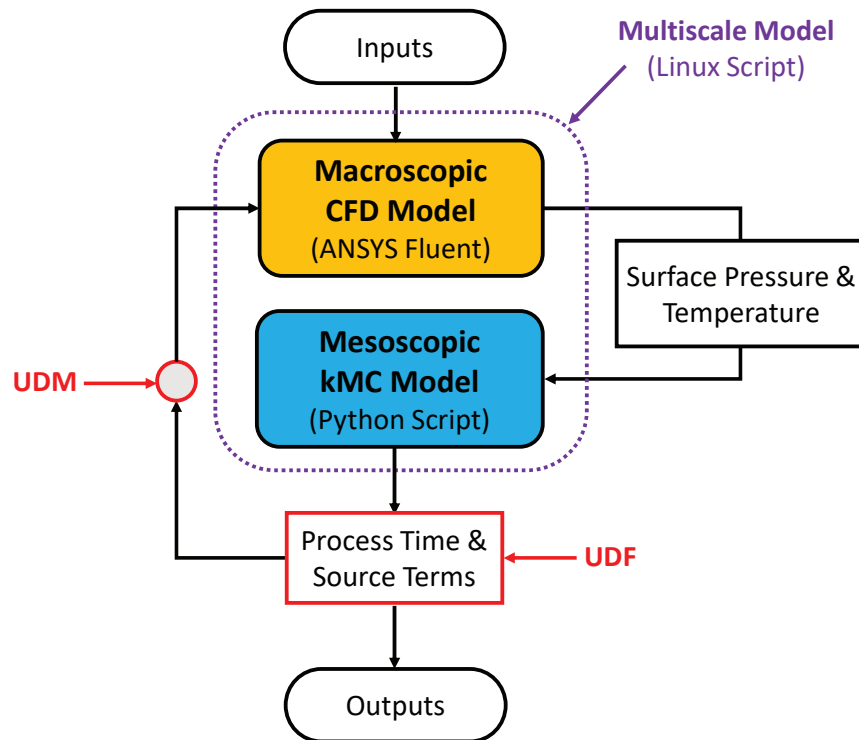 Inputs
Multiscale Model
(Linux Script)
Macroscopic
CFD Model
(ANSYS Fluent)
Surface Pressure &
Temperature
Mesoscopic
kMC Model
(Python Script)
UDM
Process Time &
Source Terms
UDF
Outputs